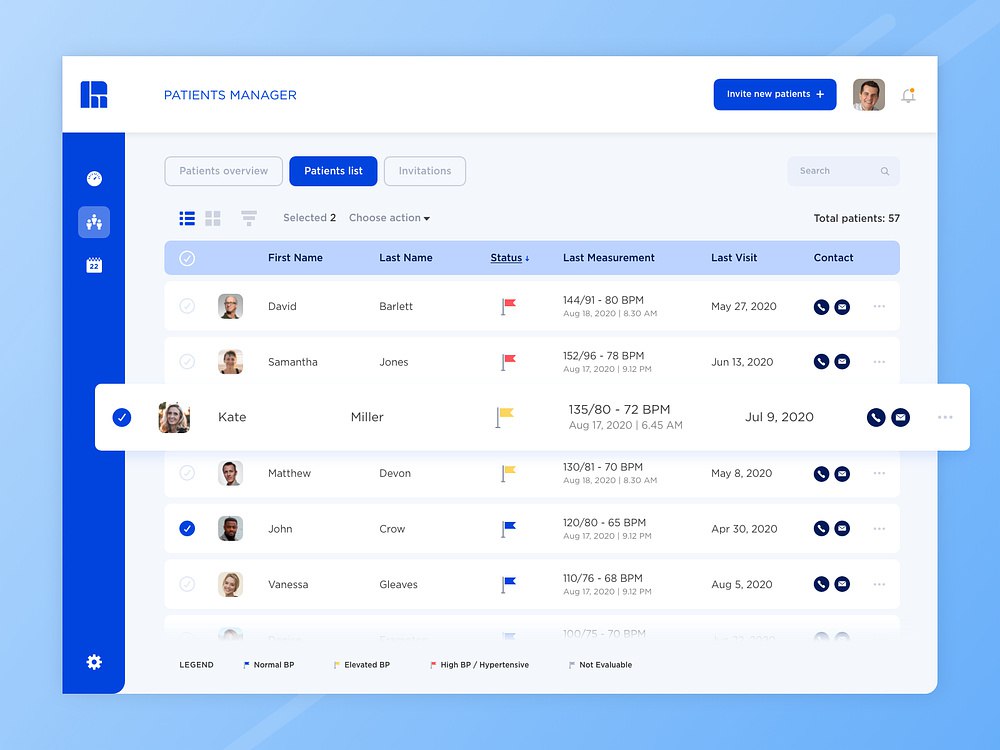 PATIENTS MANAGER
Invite new patients +
Patients overview
Patients list
Invitations
Search
Selected 2
Choose action
Total patients: 57
22
First Name Last Name Status ↓ Last Measurement Last Visit Contact
David Barlett 144/91 - 80 BPM May 27, 2020
Aug 18, 2020 | 8.30 AM
Samantha Jones 152/96 - 78 BPM Jun 13, 2020
Aug 17, 2020 | 9.12 PM
Kate Miller 135/80 - 72 BPM Jul 9, 2020
Aug 17, 2020 | 6.45 AM
Matthew Devon 130/81 - 70 BPM May 8, 2020
Aug 18, 2020 | 8.30 AM
John Crow 120/80 - 65 BPM Apr 30, 2020
Aug 17, 2020 | 9.12 PM
Vanessa Gleaves 110/76 - 68 BPM Aug 5, 2020
Aug 17, 2020 | 9.12 PM
100/75 - 70 BPM
LEGEND Normal BP Elevated BP High BP / Hypertensive Not Evaluable